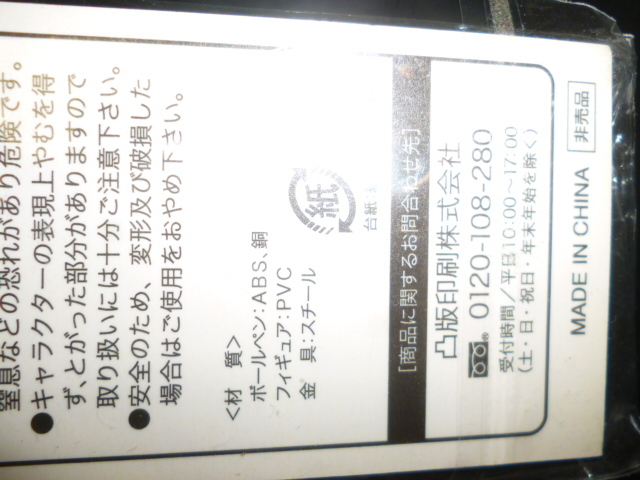 窒息などの恐れがあり危険です。
●キャラクターの表現上やむを得
ず、とがった部分がありますので
取り扱いには十分ご注意下さい。
●安全のため、変形及び破損した
場合はご使用をおやめ下さい。
<材 質>
ボールペン:ABS、銅
フィギュア:PVC
金 具:スチール
紙
台紙
[商品に関するお問合わせ先]
凸版印刷株式会社
0120-108-280
受付時間/平日10:00〜17:00
(土・日・祝日・年末年始を除く)
MADE IN CHINA
非売品